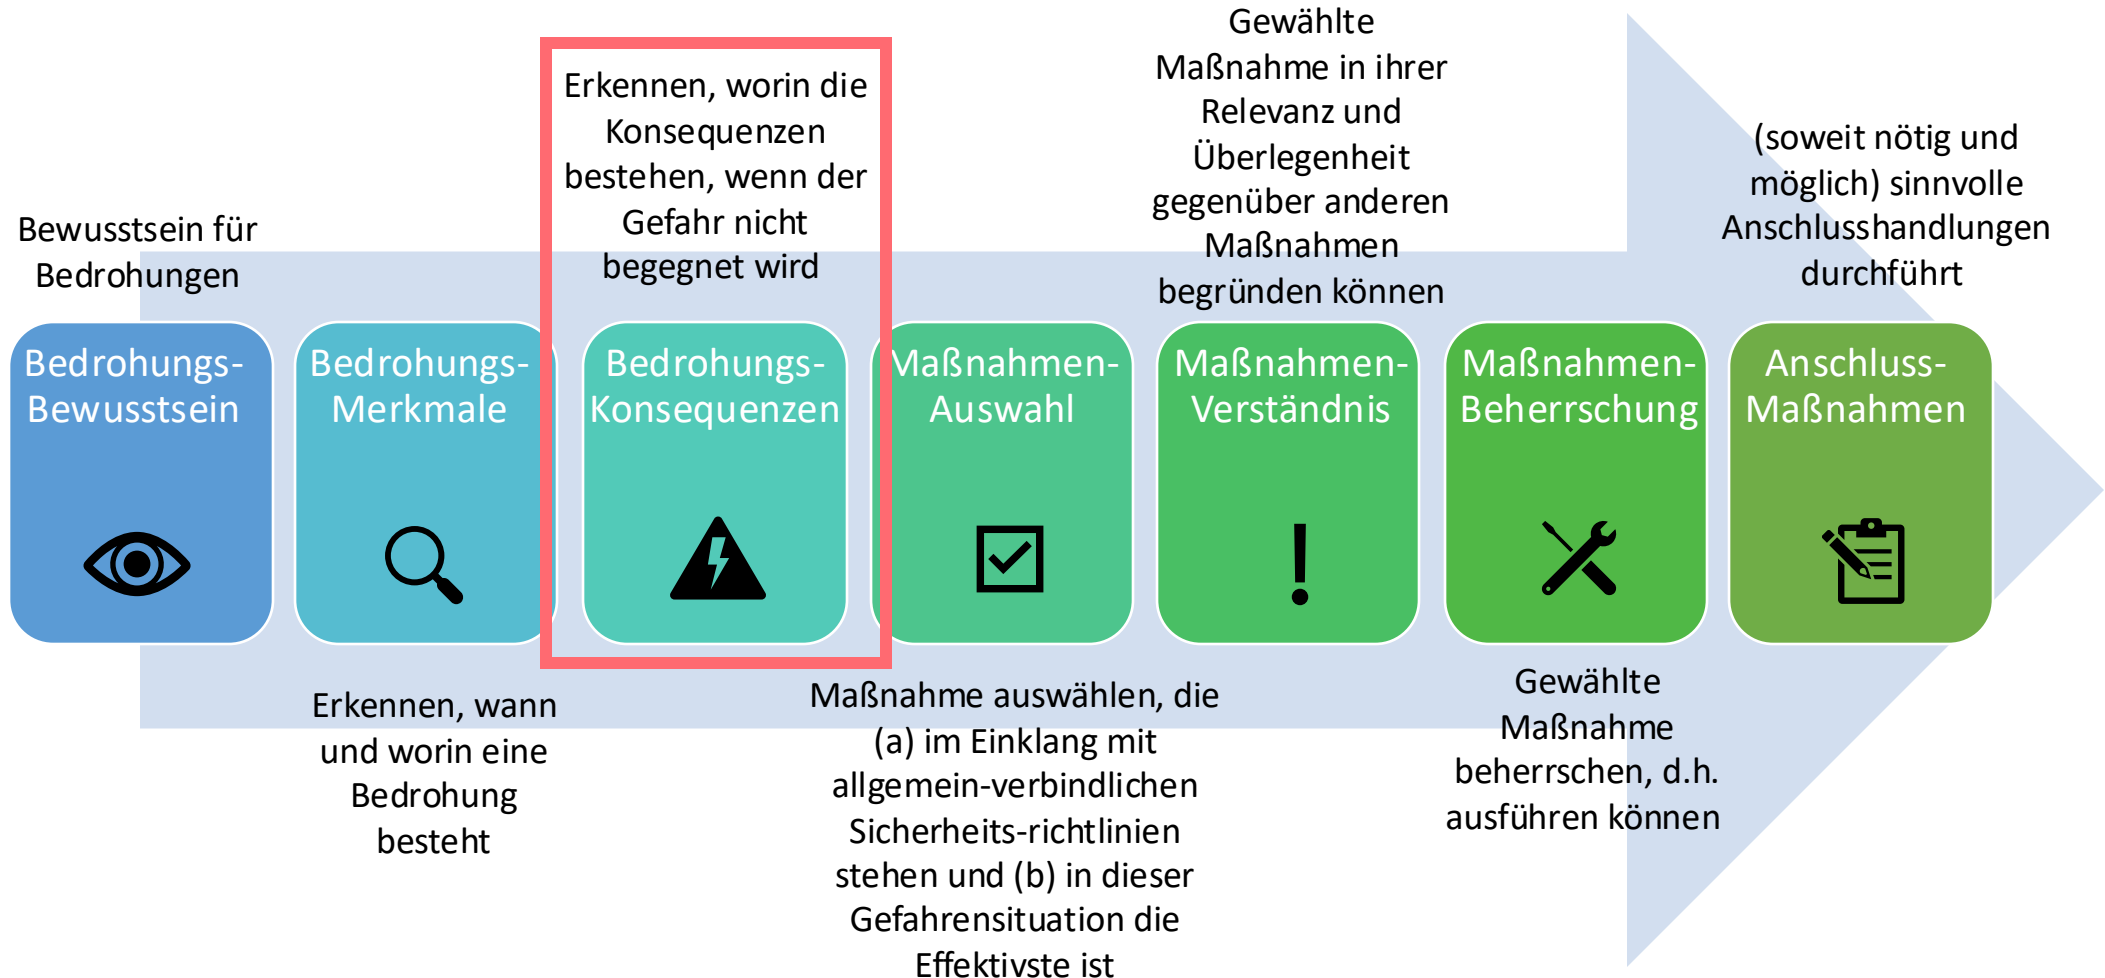 Bewusstsein für
Bedrohungen
Bedrohungs-
Bewusstsein
Bedrohungs-
Merkmale
Erkennen, wann
und worin eine
Bedrohung
besteht
Erkennen, worin die
Konsequenzen
bestehen, wenn der
Gefahr nicht
begegnet wird
Bedrohungs-
Konsequenzen
Maßnahmen-
Auswahl
Maßnahme auswählen, die
(a) im Einklang mit
allgemein-verbindlichen
Sicherheits-richtlinien
stehen und (b) in dieser
Gefahrensituation die
Effektivste ist
Gewählte
Maßnahme in ihrer
Relevanz und
Überlegenheit
gegenüber anderen
Maßnahmen
begründen können
Maßnahmen-
Verständnis
Maßnahmen-
Beherrschung
Gewählte
Maßnahme
beherrschen, d.h.
ausführen können
(soweit nötig und
möglich) sinnvolle
Anschlusshandlungen
durchführt
Anschluss-
Maßnahmen